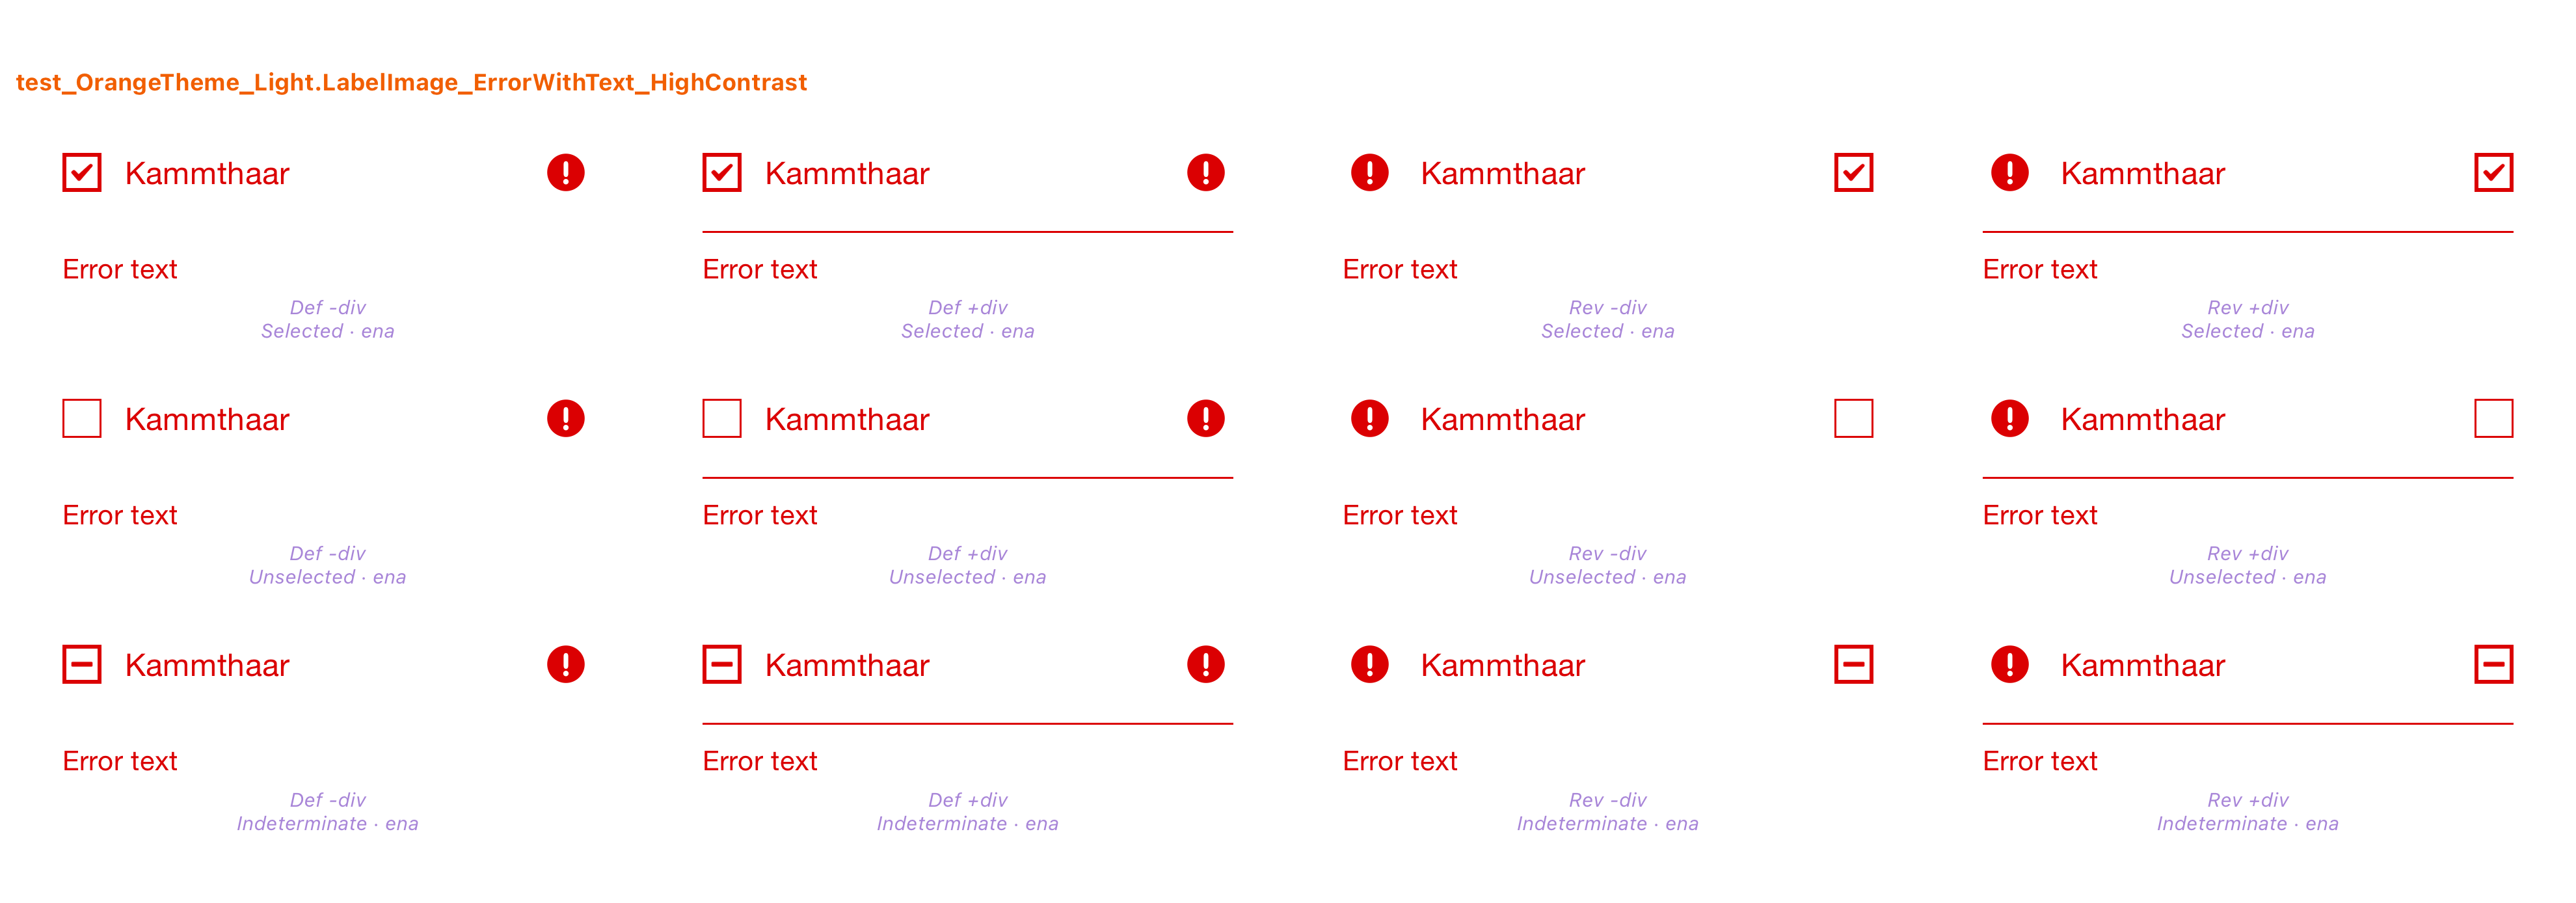 test_OrangeTheme_Light.LabelImage_ErrorWithText_HighContrast
Kammthaar
Kammthaar
Kammthaar
Kammthaar
Error text
Error text
Error text
Error text
Def -div
Selected · ena
Def +div
Selected · ena
Rev -div
Selected · ena
Rev +div
Selected · ena
Kammthaar
Kammthaar
Kammthaar
Kammthaar
Error text
Error text
Error text
Error text
Def -div
Unselected · ena
Def +div
Unselected · ena
Rev -div
Unselected · ena
Rev +div
Unselected · ena
Kammthaar
Kammthaar
Kammthaar
Kammthaar
Error text
Error text
Error text
Error text
Def -div
Indeterminate · ena
Def +div
Indeterminate · ena
Rev -div
Indeterminate · ena
Rev +div
Indeterminate · ena